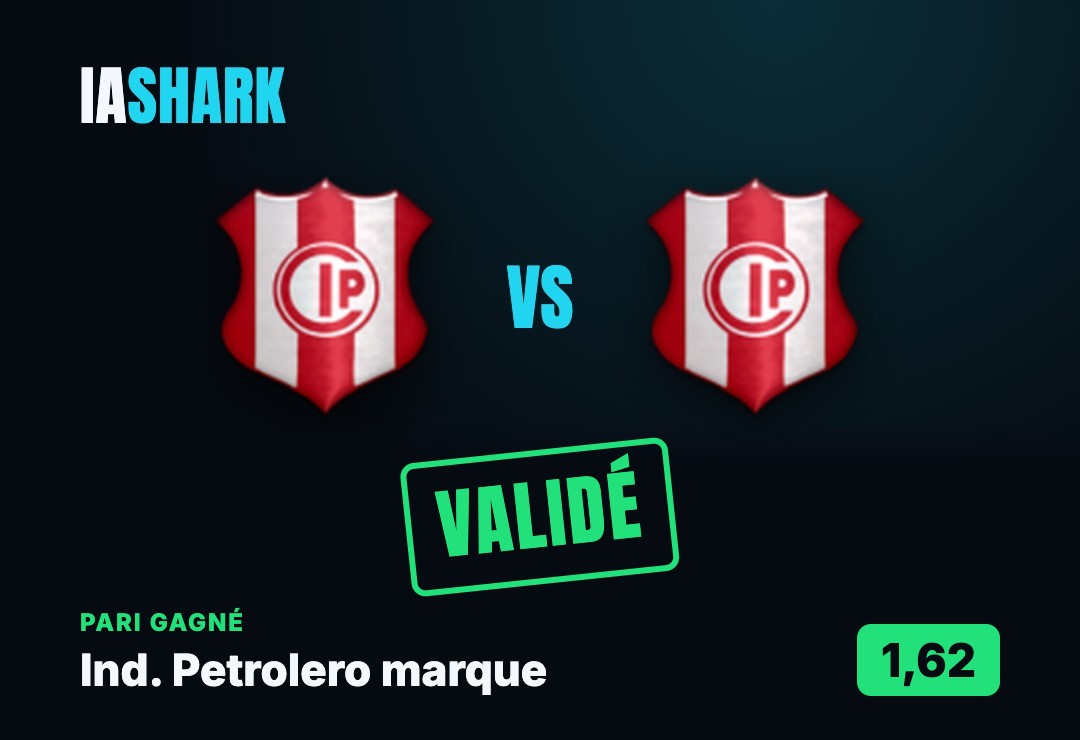 IASHARK
CIP
VS
CIP
VALIDÉ
PARI GAGNÉ
Ind. Petrolero marque
1,62